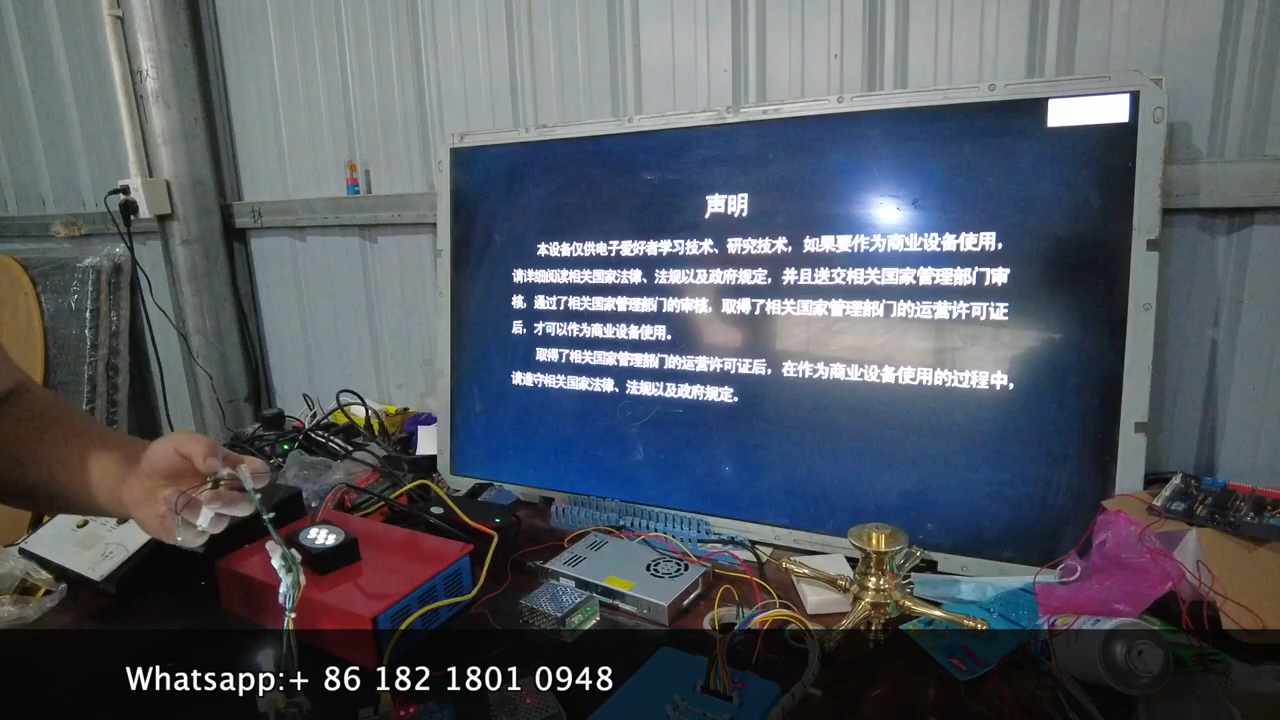 声明
本设备仅供电子爱好者学习技术、研究技术，如果要作为商业设备使用，
请详细阅读相关国家法律、法规以及政府规定，并且送交相关国家管理部门审
核，通过了相关国家管理部门的审核，取得了相关国家管理部门的运营许可证
后，才可以作为商业设备使用。
取得了相关国家管理部门的运营许可证后，在作为商业设备使用的过程中，
请遵守相关国家法律、法规以及政府规定。
Whatsapp:+ 86 182 1801 0948